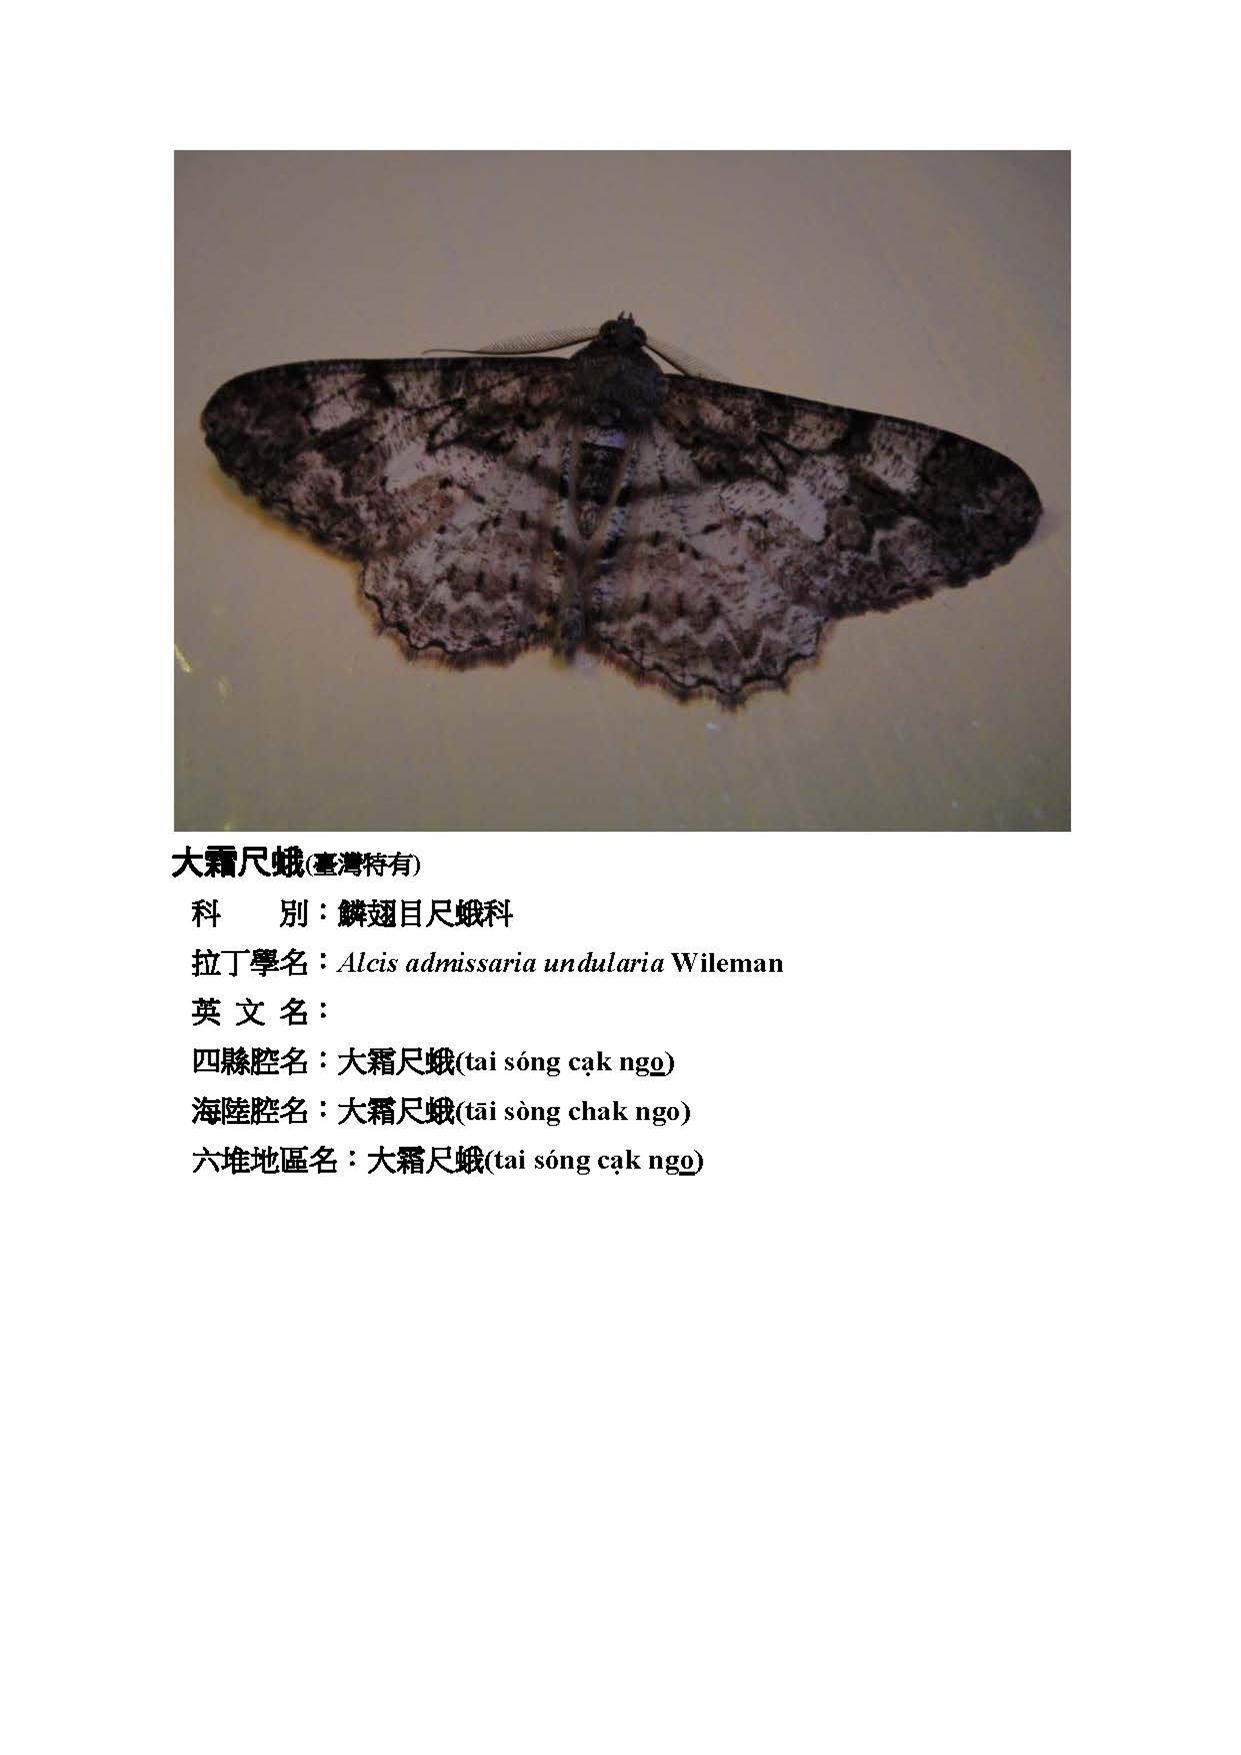 大霜尺蛾(臺灣特有)
科　　別：鱗翅目尺蛾科
拉丁學名：Alcis admissaria undularia Wileman
英 文 名：
四縣腔名：大霜尺蛾(tai sóng cạk ngo̲)
海陸腔名：大霜尺蛾(tāi sòng chak ngo)
六堆地區名：大霜尺蛾(tai sóng cạk ngo̲)